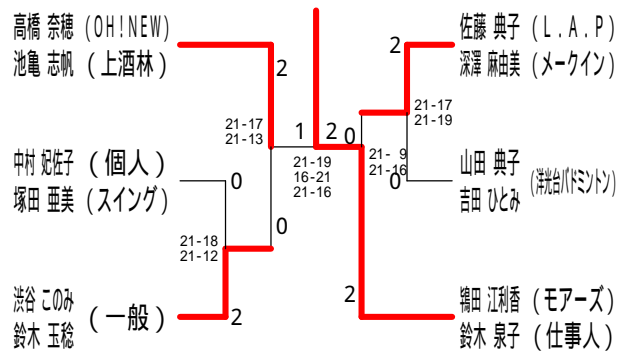 高橋 奈穂 (OH!NEW)
池亀 志帆 (上酒林)
2
21-17
21-13
中村 妃佐子 (個人)
塚田 亜美 (スイング)
0
0
21-18
21-12
渋谷 このみ
鈴木 玉稔
(一般)
2
1 2 0
21-19
16-21
21-16
佐藤 典子 (L.A.P)
深澤 麻由美 (メークイン)
2
21-17
21-19
21- 9
21-16
0
山田 典子
吉田 ひとみ
(洋光台バドミントン)
2
鴇田 江利香 (モアーズ)
鈴木 泉子 (仕事人)